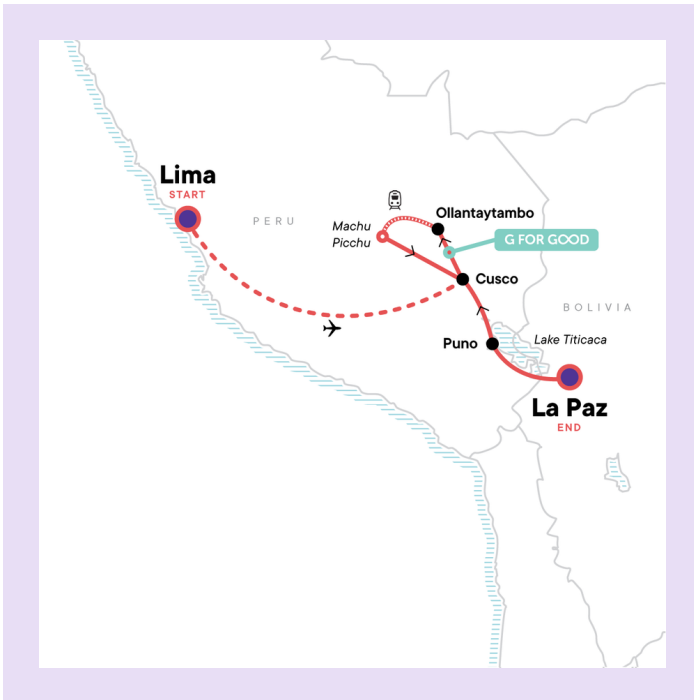 Lima
START
PERU
Machu
Picchu
Ollantaytambo
G FOR GOOD
Cusco
BOLIVIA
Puno
Lake Titicaca
La Paz
END